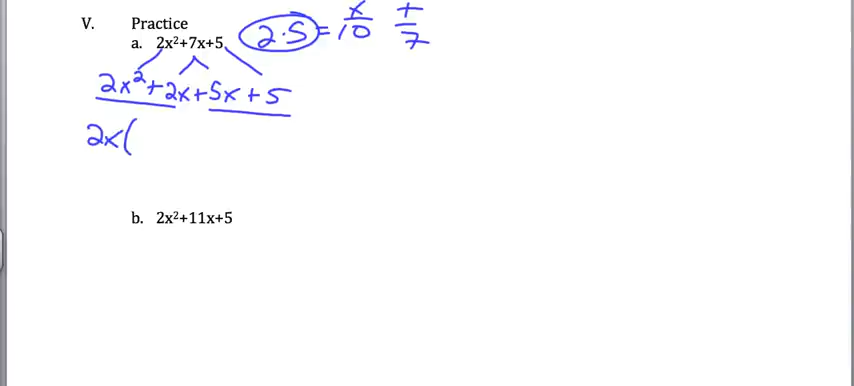 V. Practice
a. 2x²+7x+5 2·5 = x/10 +/7
2x²+2x+5x+5
2x(
b. 2x²+11x+5